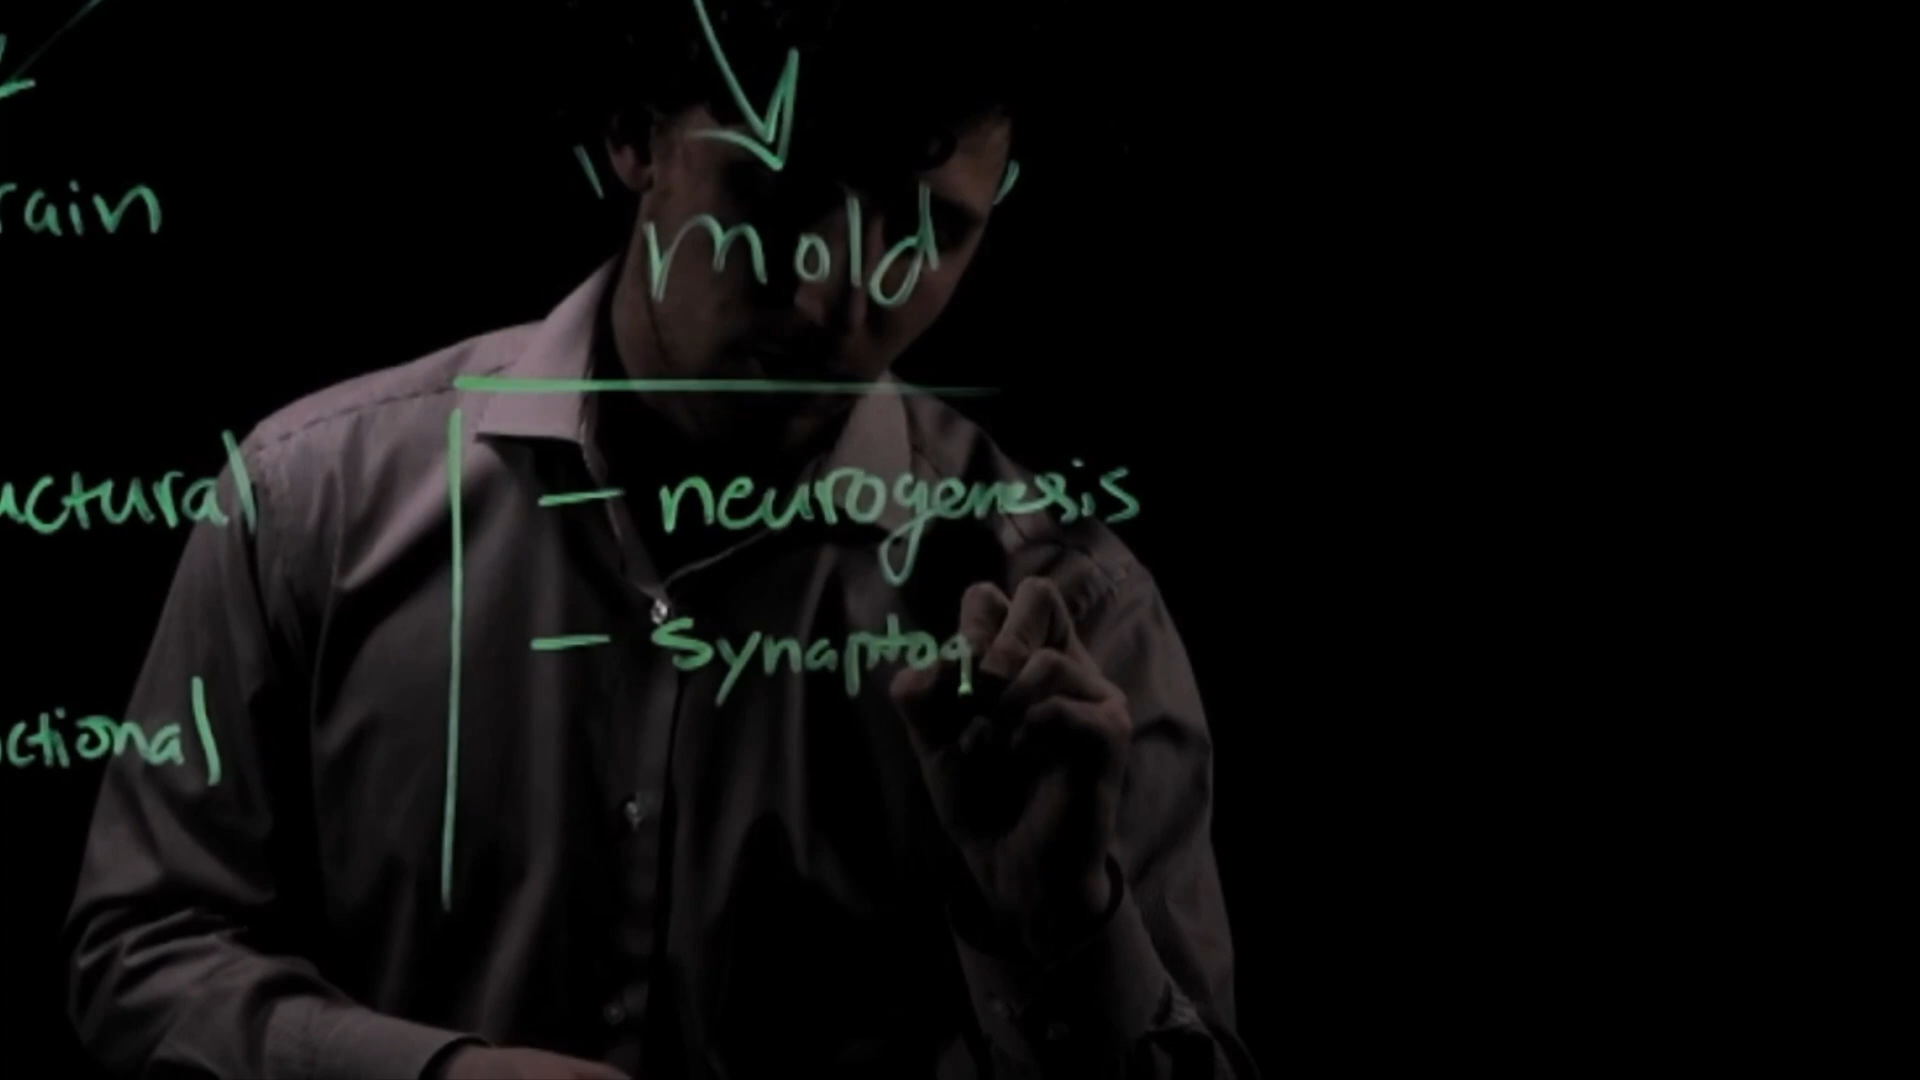 rain
"mold"
uctural
- neurogenesis
- synaptog
ctional